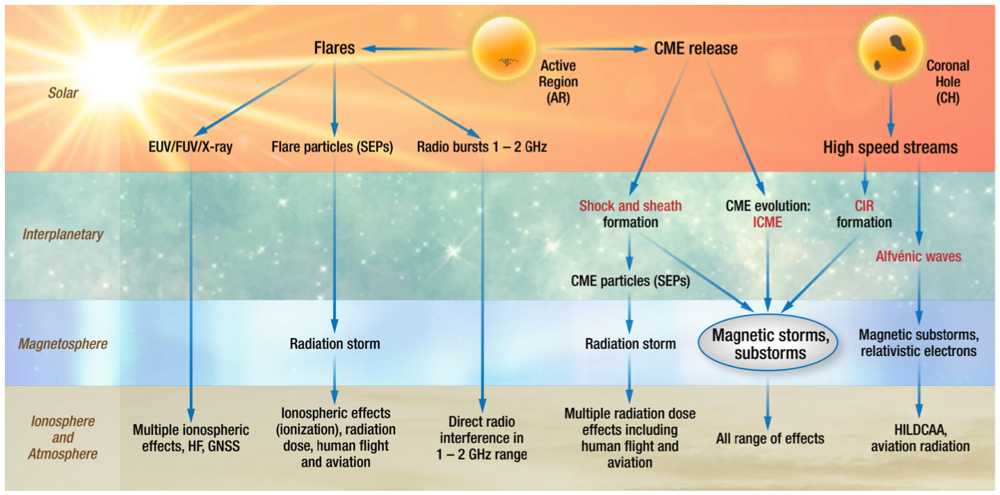 Flares
CME release
Active
Region
(AR)
Coronal
Hole
(CH)
Solar
EUV/FUV/X-ray
Flare particles (SEPs)
Radio bursts 1 – 2 GHz
High speed streams
Interplanetary
Shock and sheath
formation
CME evolution:
ICME
CIR
formation
Alfvénic waves
CME particles (SEPs)
Magnetosphere
Radiation storm
Radiation storm
Magnetic storms,
substorms
Magnetic substorms,
relativistic electrons
Ionosphere
and
Atmosphere
Multiple ionospheric
effects, HF, GNSS
Ionospheric effects
(ionization), radiation
dose, human flight
and aviation
Direct radio
interference in
1 – 2 GHz range
Multiple radiation dose
effects including
human flight and
aviation
All range of effects
HILDCAA,
aviation radiation